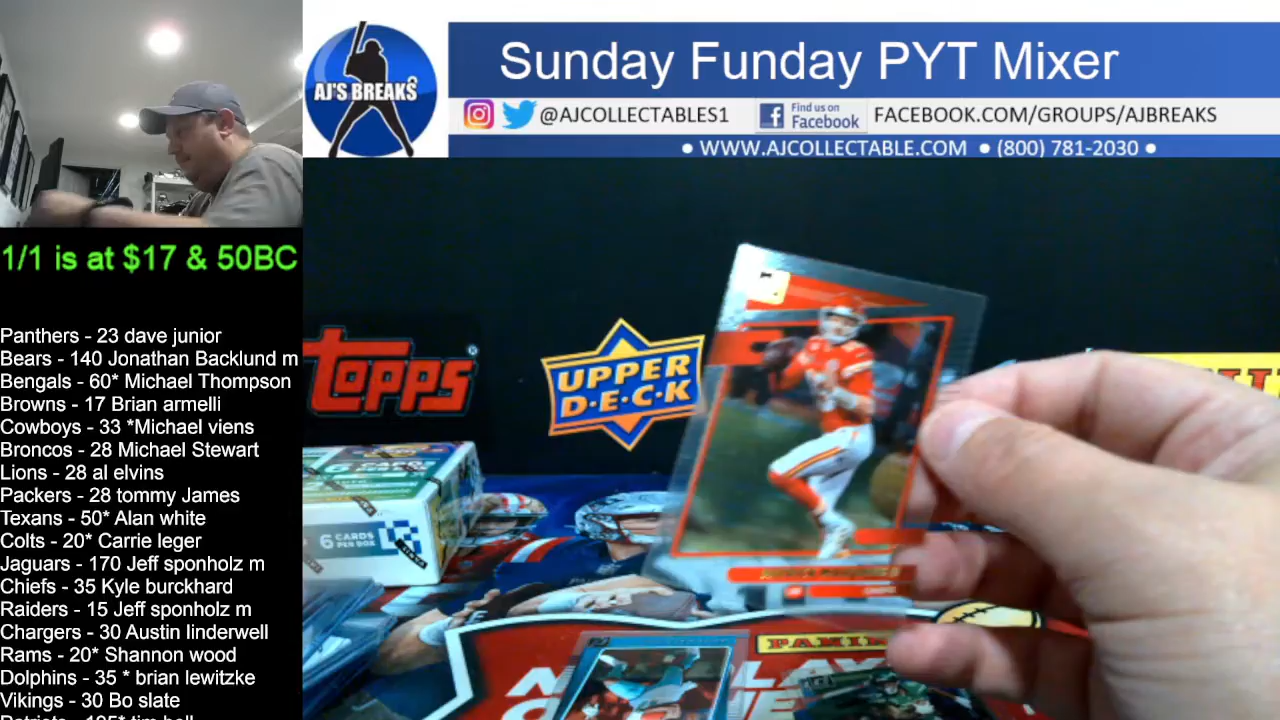 AJ'S BREAKS
Sunday Funday PYT Mixer
@AJCOLLECTABLES1
Find us on
Facebook
FACEBOOK.COM/GROUPS/AJBREAKS
● WWW.AJCOLLECTABLE.COM ● (800) 781-2030 ●
1/1 is at $17 & 50BC
Panthers - 23 dave junior
Bears - 140 Jonathan Backlund m
Bengals - 60* Michael Thompson
Browns - 17 Brian armelli
Cowboys - 33 *Michael viens
Broncos - 28 Michael Stewart
Lions - 28 al elvins
Packers - 28 tommy James
Texans - 50* Alan white
Colts - 20* Carrie leger
Jaguars - 170 Jeff sponholz m
Chiefs - 35 Kyle burckhard
Raiders - 15 Jeff sponholz m
Chargers - 30 Austin linderwell
Rams - 20* Shannon wood
Dolphins - 35 * brian lewitzke
Vikings - 30 Bo slate
topps
UPPER
D·E·C·K
6 CARDS
PER BOX
PANINI